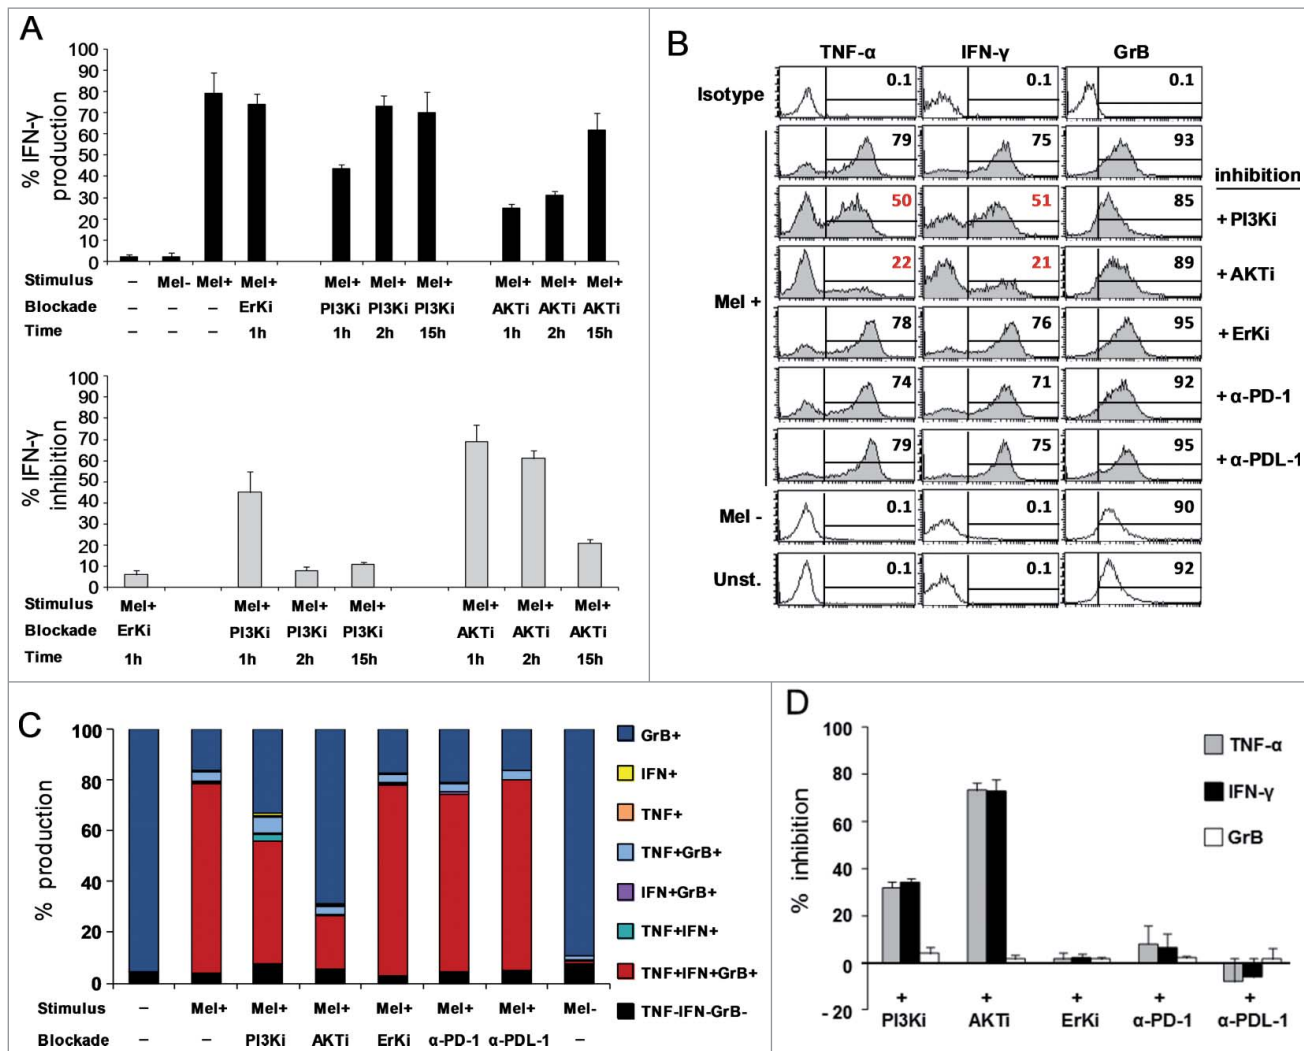 A
100
90
80
70
60
50
40
30
20
10
0
% IFN-γ
production
Stimulus – Mel- Mel+ Mel+ Mel+ Mel+ Mel+ Mel+ Mel+ Mel+
Blockade – – – ErKi PI3Ki PI3Ki PI3Ki AKTi AKTi AKTi
Time – – – 1h 1h 2h 15h 1h 2h 15h
100
90
80
70
60
50
40
30
20
10
0
% IFN-γ
inhibition
Stimulus Mel+ Mel+ Mel+ Mel+ Mel+ Mel+ Mel+
Blockade ErKi PI3Ki PI3Ki PI3Ki AKTi AKTi AKTi
Time 1h 1h 2h 15h 1h 2h 15h
B
TNF-α IFN-γ GrB
Isotype 0.1 0.1 0.1
79 75 93
inhibition
50 51 85 + PI3Ki
22 21 89 + AKTi
Mel +
78 76 95 + ErKi
74 71 92 + α-PD-1
79 75 95 + α-PDL-1
Mel - 0.1 0.1 90
Unst. 0.1 0.1 92
C
100
80
60
40
20
0
% production
Stimulus – Mel+ Mel+ Mel+ Mel+ Mel+ Mel+ Mel-
Blockade – – PI3Ki AKTi ErKi α-PD-1 α-PDL-1 –
GrB+
IFN+
TNF+
TNF+GrB+
IFN+GrB+
TNF+IFN+
TNF+IFN+GrB+
TNF-IFN-GrB-
D
100
80
60
40
20
0
- 20
% inhibition
TNF-α
IFN-γ
GrB
+ + + + +
PI3Ki AKTi ErKi α-PD-1 α-PDL-1